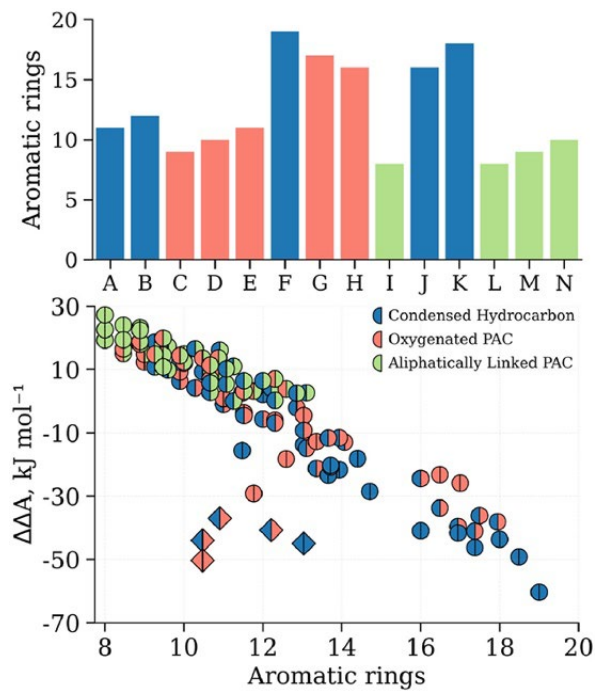 20
15
10
5
0
Aromatic rings
A B C D E F G H I J K L M N
30
10
-10
-30
-50
-70
ΔΔA, kJ mol⁻¹
Condensed Hydrocarbon
Oxygenated PAC
Aliphatically Linked PAC
8 10 12 14 16 18 20
Aromatic rings